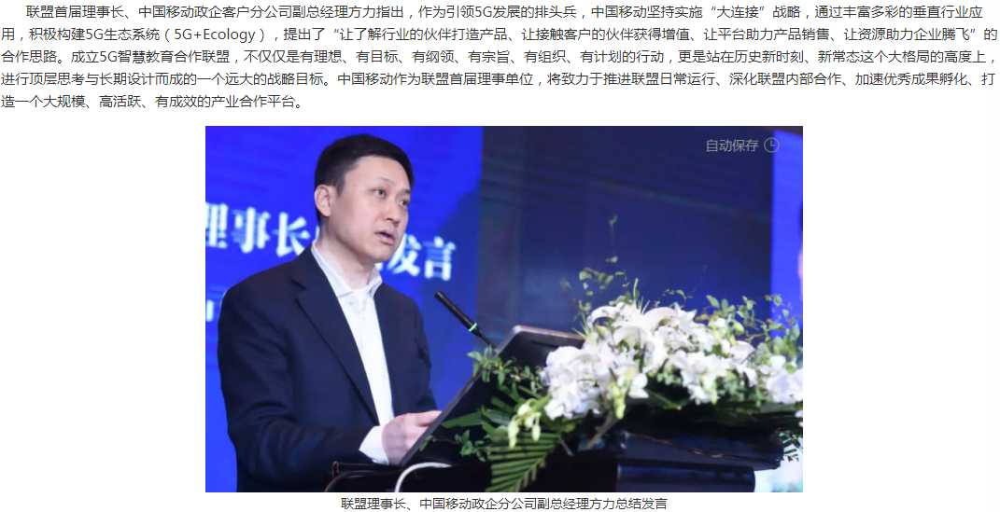 联盟首届理事长、中国移动政企客户分公司副总经理方力指出，作为引领5G发展的排头兵，中国移动坚持实施“大连接”战略，通过丰富多彩的垂直行业应
用，积极构建5G生态系统（5G+Ecology），提出了“让了解行业的伙伴打造产品、让接触客户的伙伴获得增值、让平台助力产品销售、让资源助力企业腾飞”的
合作思路。成立5G智慧教育合作联盟，不仅仅是有理想、有目标、有纲领、有宗旨、有组织、有计划的行动，更是站在历史新时刻、新常态这个大格局的高度上，
进行顶层思考与长期设计而成的一个远大的战略目标。中国移动作为联盟首届理事单位，将致力于推进联盟日常运行、深化联盟内部合作、加速优秀成果孵化、打
造一个大规模、高活跃、有成效的产业合作平台。
自动保存
理事长 发言
联盟理事长、中国移动政企分公司副总经理方力总结发言